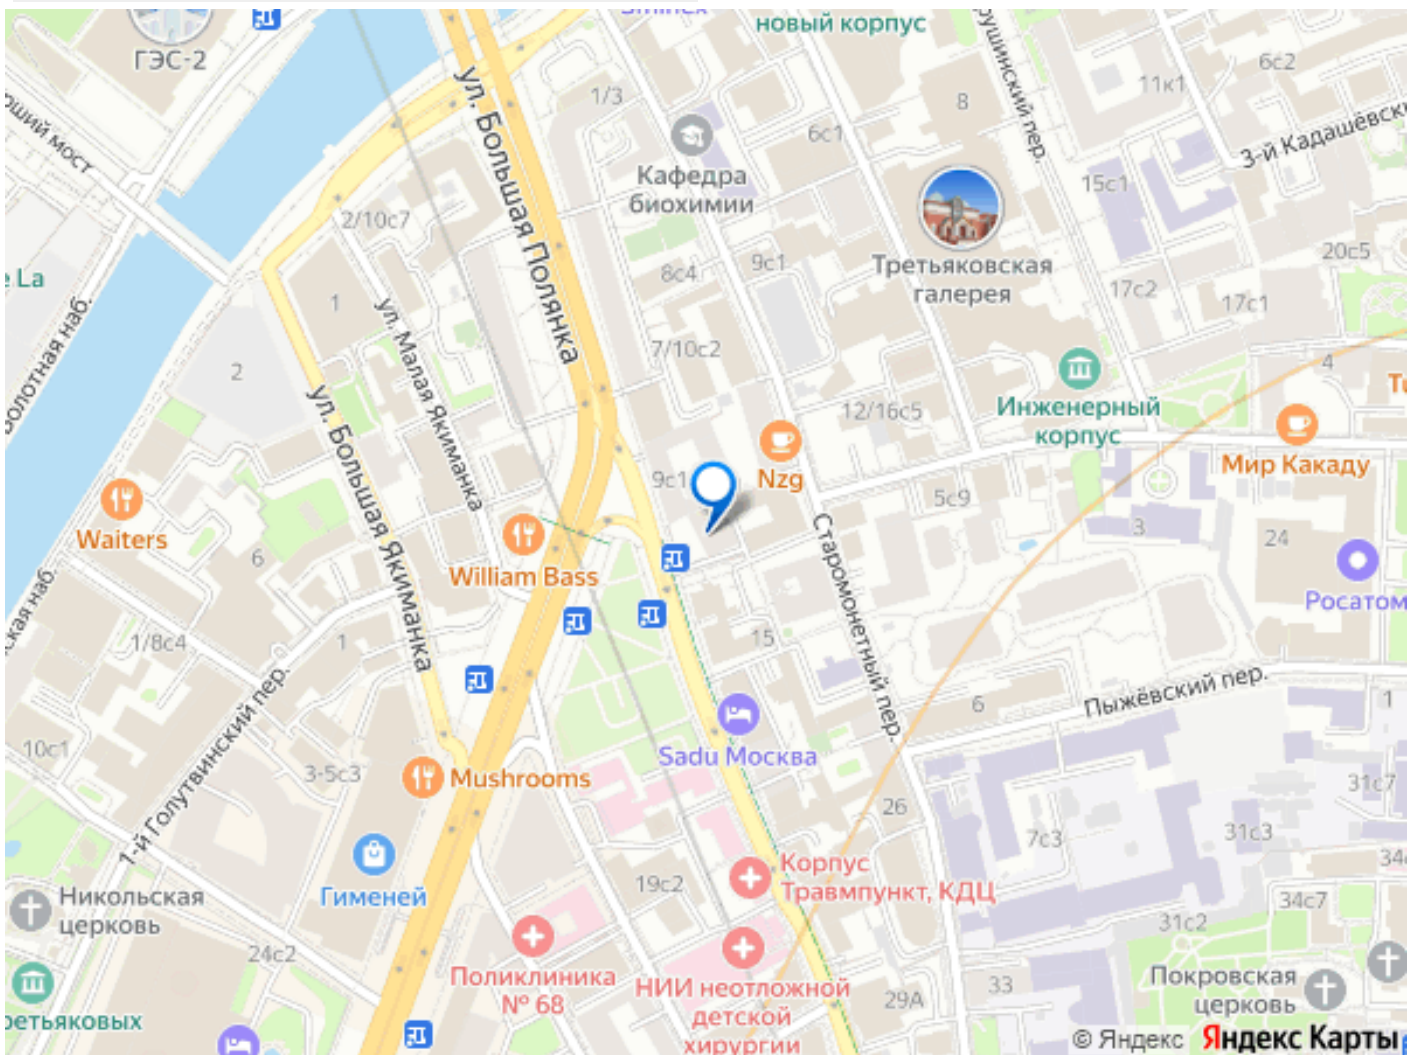 ГЭС-2
новый корпус
6с2
11к1
1/3
8
6с1
3-й Кадашёвск
ул. Большая Полянка
Кафедра
биохимии
15с1
2/10с7
20с5
9с1
8с4
Третьяковская
галерея
17с2
17с1
e La
1
ул. Малая Якиманка
7/10с2
4
2
ул. Большая Якиманка
12/16с5
Инженерный
корпус
Мир Какаду
9с1
Nzg
5с9
Waiters
3
24
William Bass
6
Старомонетный пер.
Росатом
1/8с4
1
15
1-й Голутвинский пер.
Пыжёвский пер.
6
1
10с1
Sadu Москва
3-5с3
Mushrooms
31с7
26
7с3
31с3
Гименей
19с2
Корпус
Травмпункт, КДЦ
Никольская
церковь
34с7
31с2
24с2
Поликлиника
№ 68
НИИ неотложной
детской
хирургии
33
29А
Покровская
церковь
ретьяковых
© Яндекс Яндекс Карты